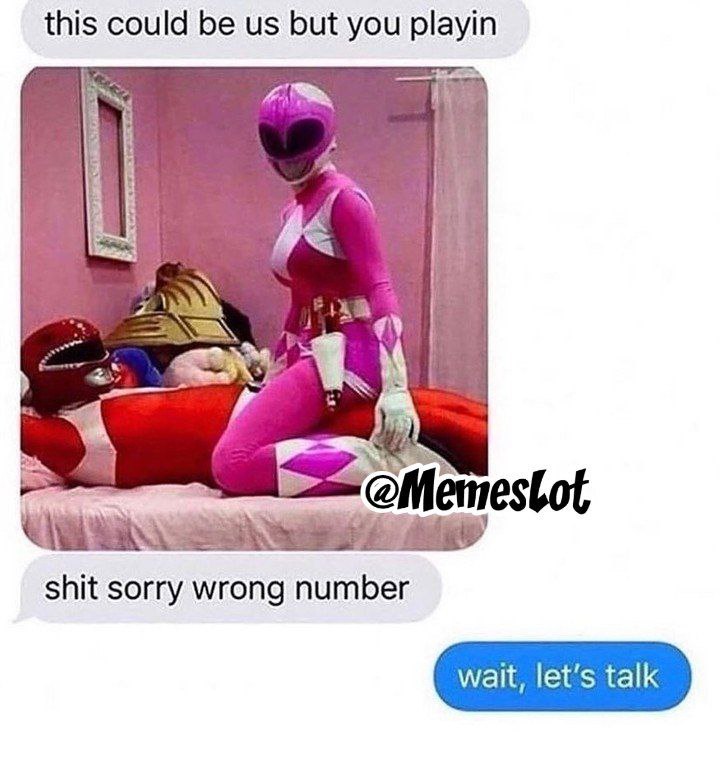 this could be us but you playin
@MemesLot
shit sorry wrong number
wait, let's talk